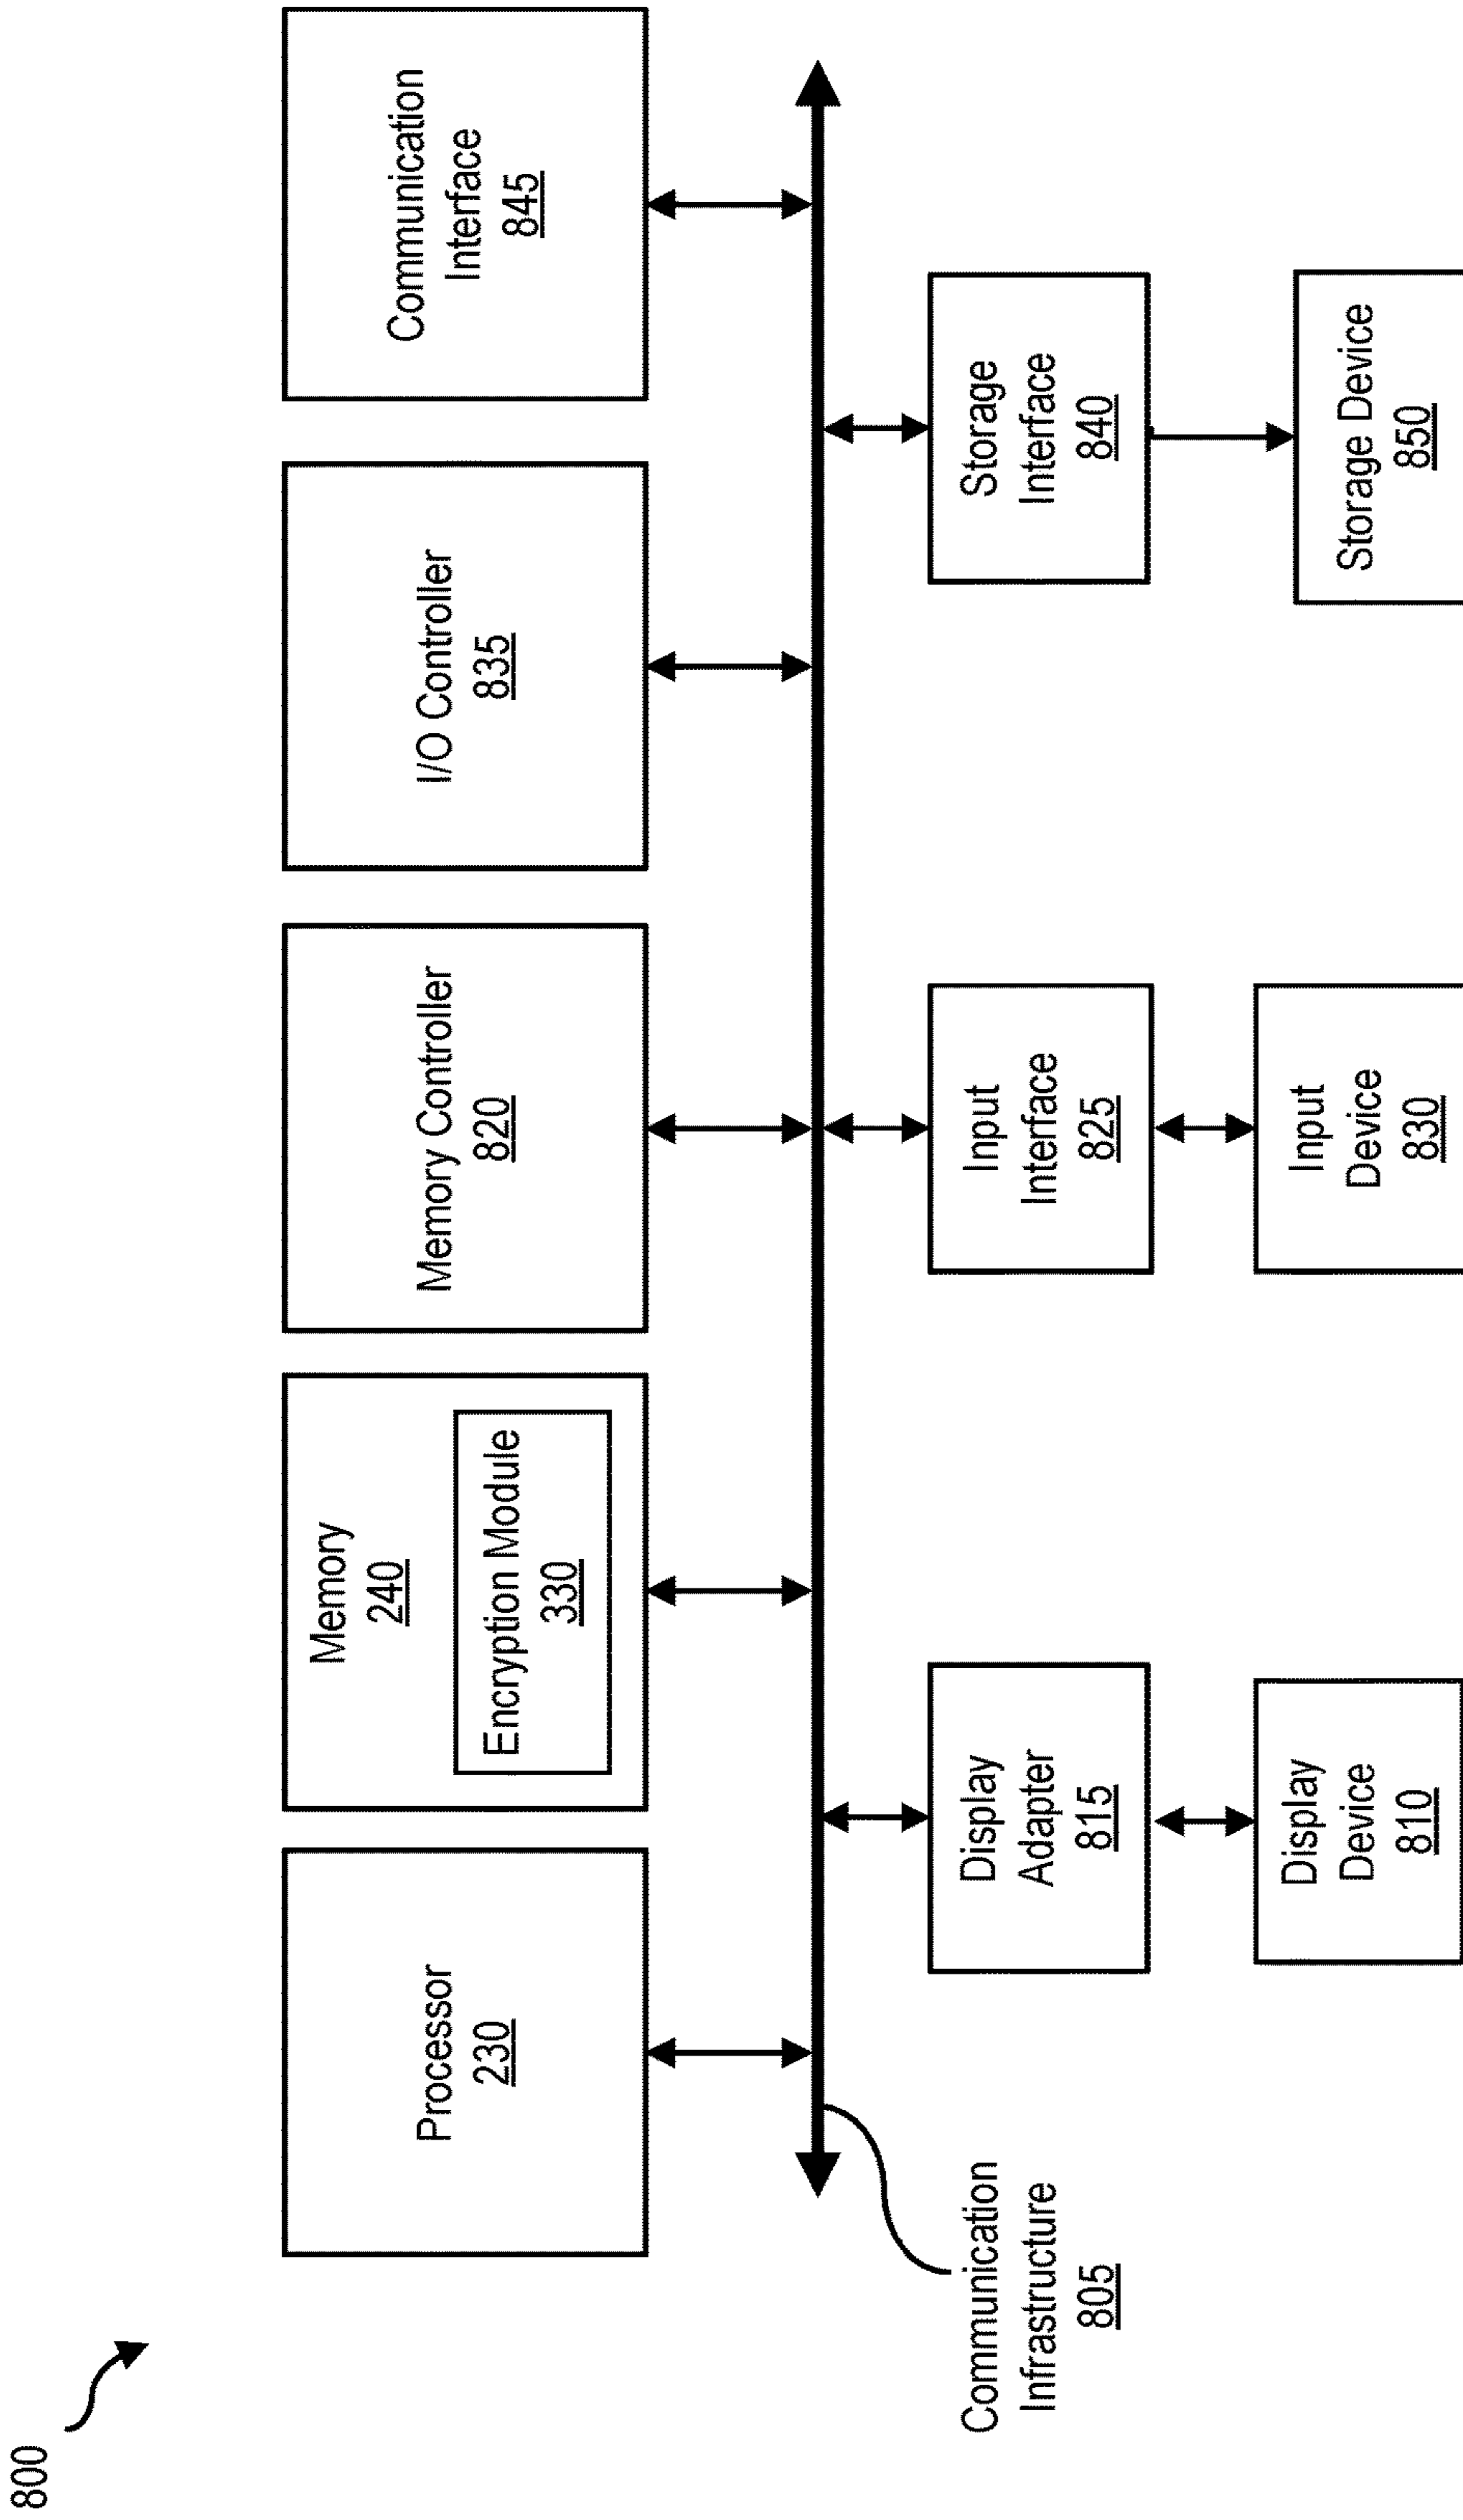 800
Processor
230
Memory
240
Encryption Module
330
Memory Controller
820
I/O Controller
835
Communication
Interface
845
Communication
Infrastructure
805
Display
Adapter
815
Input
Interface
825
Storage
Interface
840
Display
Device
810
Input
Device
830
Storage Device
850